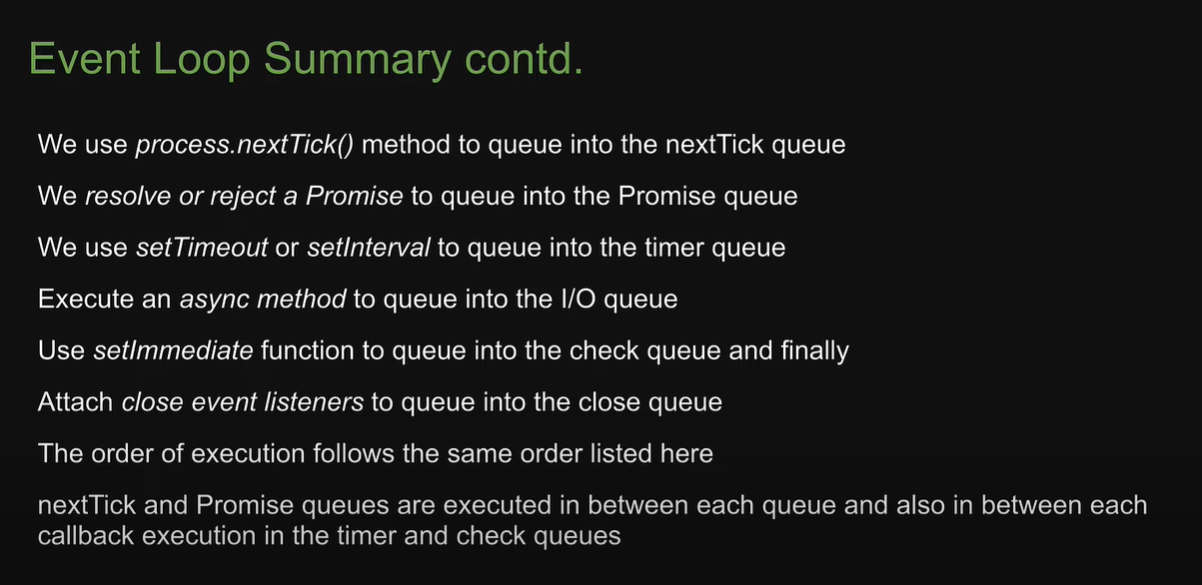 Event Loop Summary contd.
We use process.nextTick() method to queue into the nextTick queue
We resolve or reject a Promise to queue into the Promise queue
We use setTimeout or setInterval to queue into the timer queue
Execute an async method to queue into the I/O queue
Use setImmediate function to queue into the check queue and finally
Attach close event listeners to queue into the close queue
The order of execution follows the same order listed here
nextTick and Promise queues are executed in between each queue and also in between each
callback execution in the timer and check queues